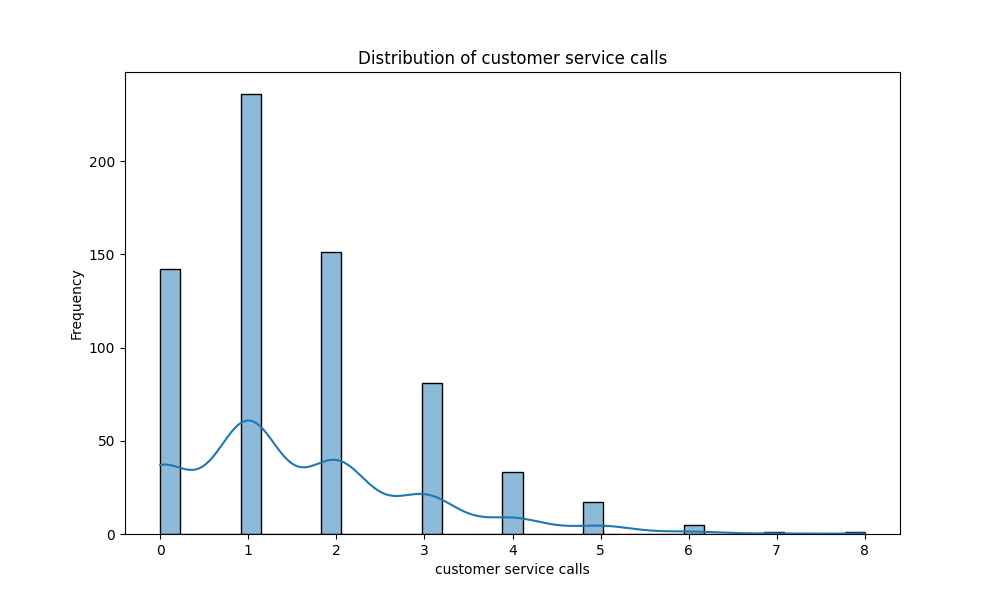 Distribution of customer service calls
200
150
100
50
0
Frequency
0 1 2 3 4 5 6 7 8
customer service calls